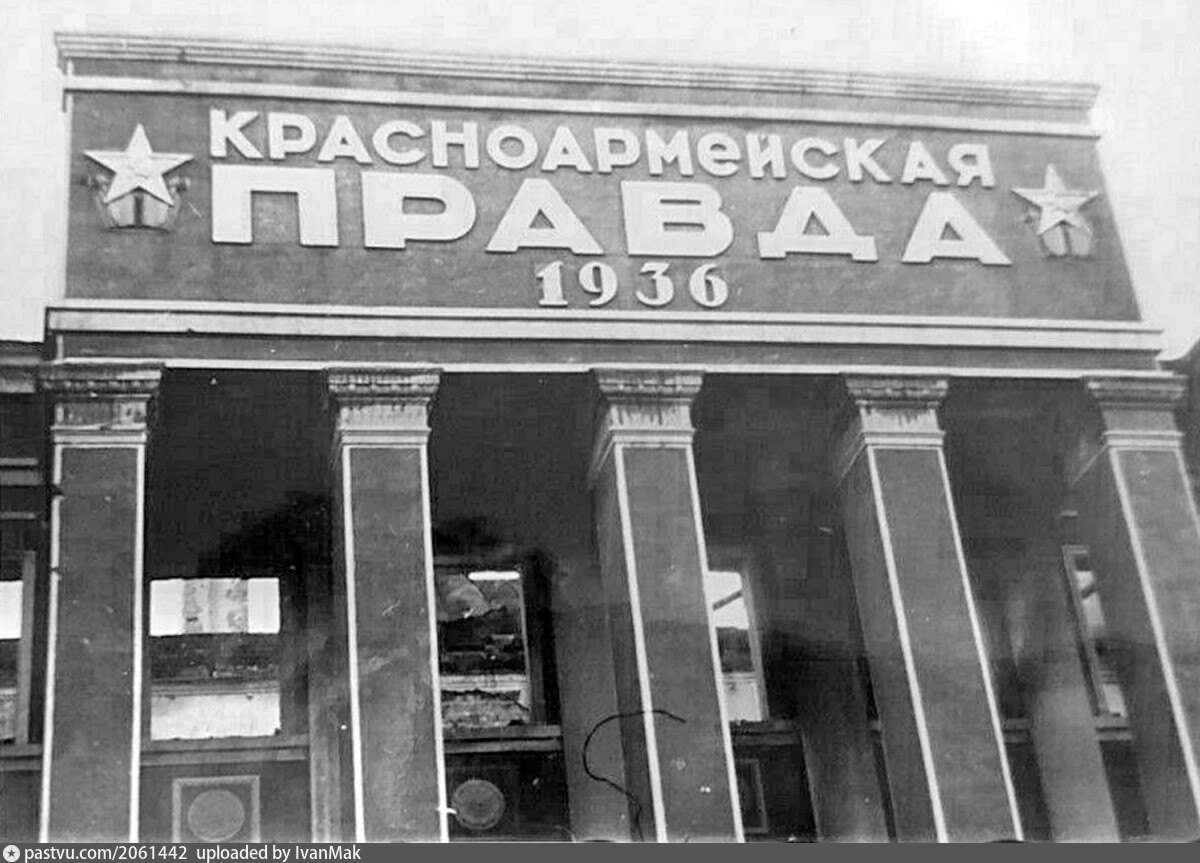 КРАСНОАРМЕЙСКАЯ
ПРАВДА
1936
pastvu.com/2061442 uploaded by IvanMak